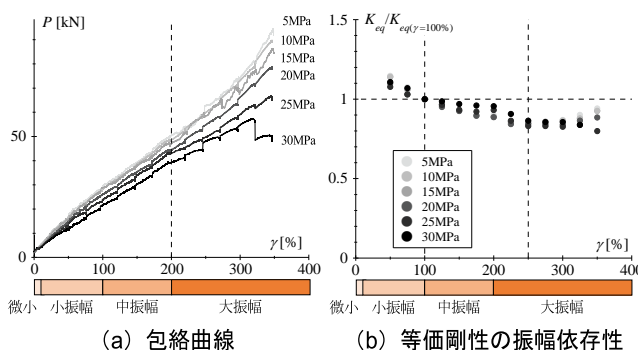 P [kN]
5MPa
10MPa
15MPa
20MPa
25MPa
30MPa
50
0
0
100
200
300
400
γ [%]
微小
小振幅
中振幅
大振幅
(a) 包絡曲線
K_eq/K_eq(γ=100%)
1.5
1
0.5
0
5MPa
10MPa
15MPa
20MPa
25MPa
30MPa
γ [%]
0
100
200
300
400
微小
小振幅
中振幅
大振幅
(b) 等価剛性の振幅依存性